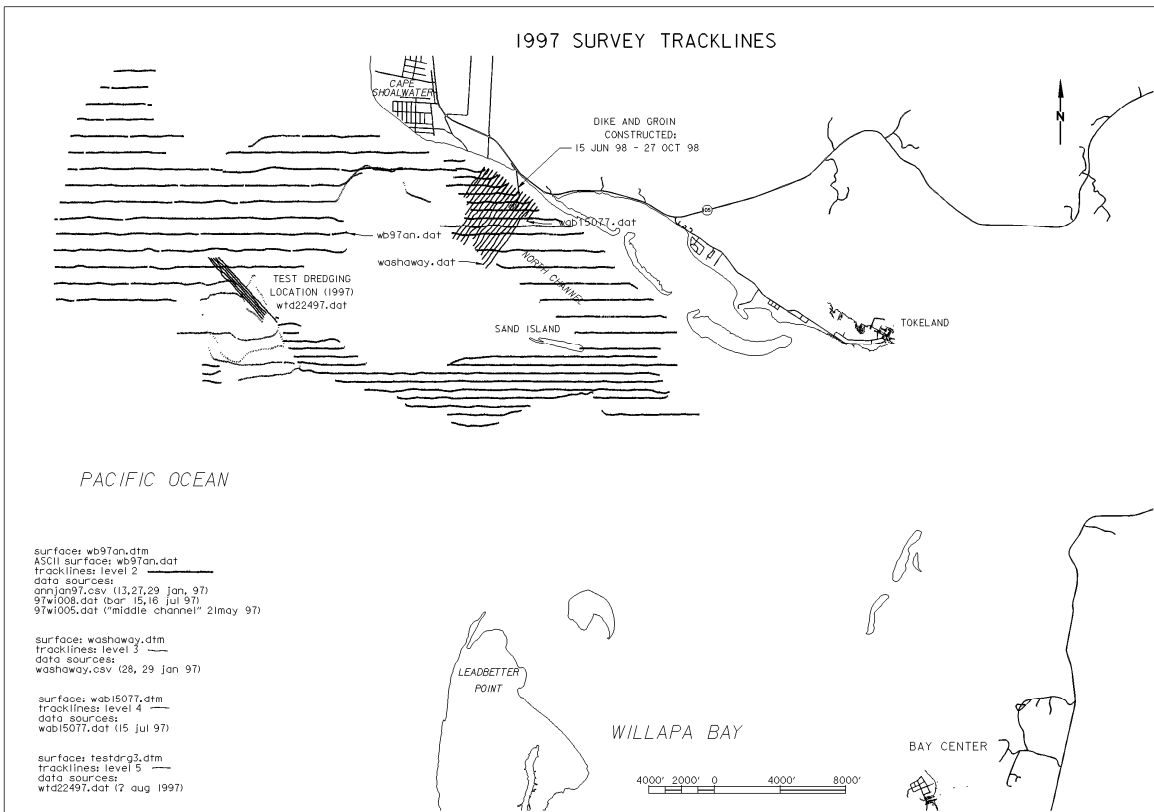 1997 SURVEY TRACKLINES
CAPE
SHOALWATER
DIKE AND GROIN
CONSTRUCTED:
15 JUN 98 - 27 OCT 98
N
105
wab15077.dat
wb97an.dat
washaway.dat
NORTH CHANNEL
TEST DREDGING
LOCATION (1997)
wtd22497.dat
SAND ISLAND
TOKELAND
PACIFIC OCEAN
surface: wb97an.dtm
ASCII surface: wb97an.dat
tracklines: level 2
data sources:
annjan97.csv (13,27,29 jan, 97)
97wi008.dat (bar 15,16 jul 97)
97wi005.dat ("middle channel" 21may 97)
surface: washaway.dtm
tracklines: level 3
data sources:
washaway.csv (28, 29 jan 97)
surface: wab15077.dtm
tracklines: level 4
data sources:
wab15077.dat (15 jul 97)
surface: testdrg3.dtm
tracklines: level 5
data sources:
wtd22497.dat (? aug 1997)
LEADBETTER
POINT
WILLAPA BAY
BAY CENTER
4000' 2000' 0 4000' 8000'